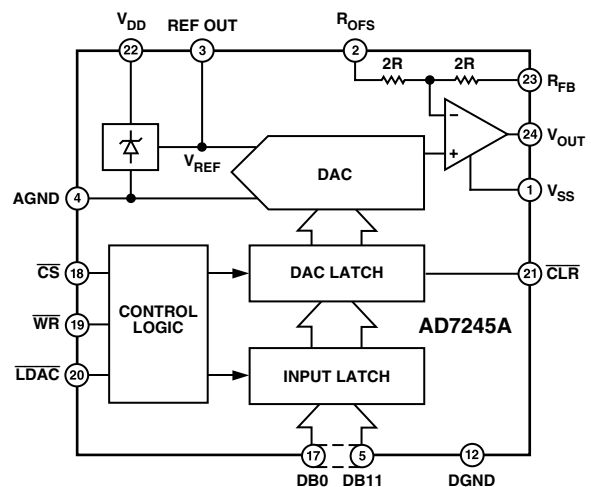 VDD
REF OUT
ROFS
22
3
2
2R
2R
23
RFB
VREF
−
+
24
VOUT
DAC
AGND
4
1
VSS
CS
18
DAC LATCH
21
CLR
WR
19
CONTROL
LOGIC
AD7245A
LDAC
20
INPUT LATCH
17
5
12
DB0
DB11
DGND